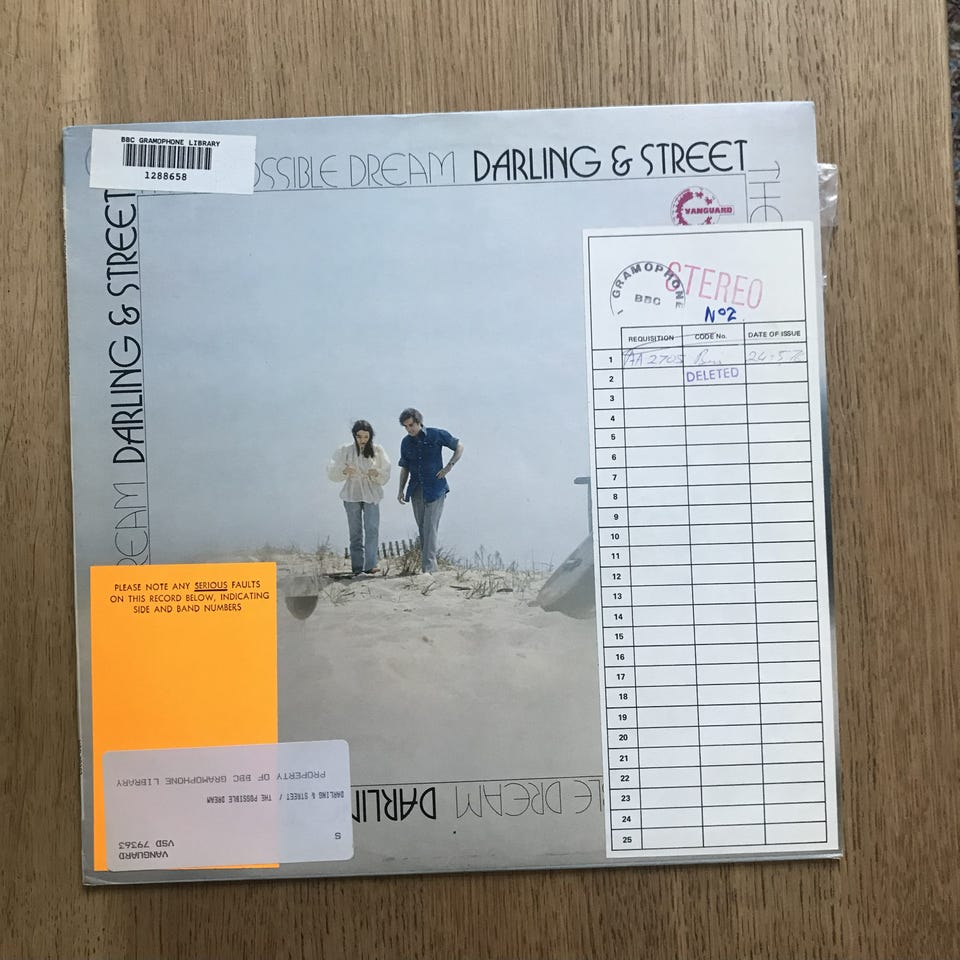 BBC GRAMOPHONE LIBRARY
1288658
OSSIBLE DREAM DARLING & STREET
THE
VANGUARD
REAM DARLING & STREET
GRAMOPHONE
BBC
STEREO
Nº2
REQUISITION CODE No. DATE OF ISSUE
1 AA 2705
2 DELETED
3
4
5
6
7
8
9
10
11
12
13
14
15
16
17
18
19
20
21
22
23
24
25
PLEASE NOTE ANY SERIOUS FAULTS
ON THIS RECORD BELOW, INDICATING
SIDE AND BAND NUMBERS
LE DREAM DARLIN
VANGUARD
VSD 79363
S
DARLING & STREET / THE POSSIBLE DREAM
PROPERTY OF BBC GRAMOPHONE LIBRARY